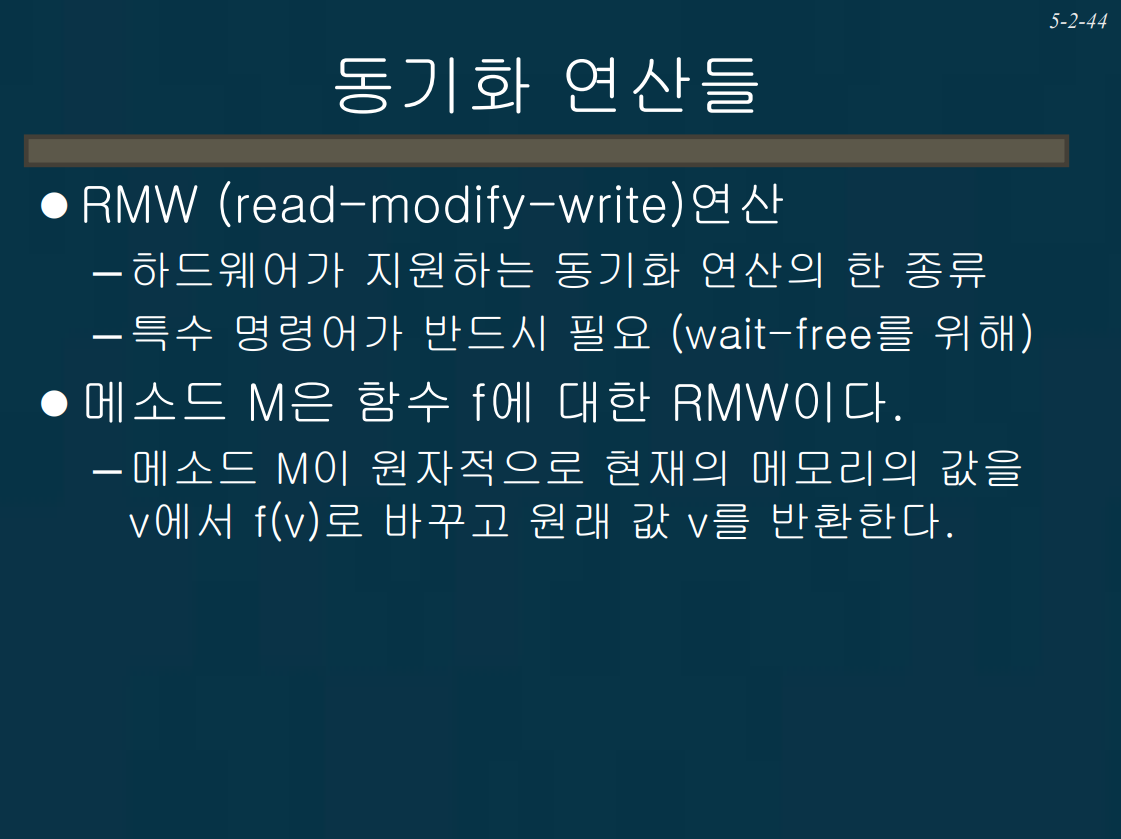 5-2-44
동기화 연산들
● RMW (read-modify-write)연산
– 하드웨어가 지원하는 동기화 연산의 한 종류
– 특수 명령어가 반드시 필요 (wait-free를 위해)
● 메소드 M은 함수 f에 대한 RMW이다.
– 메소드 M이 원자적으로 현재의 메모리의 값을
v에서 f(v)로 바꾸고 원래 값 v를 반환한다.